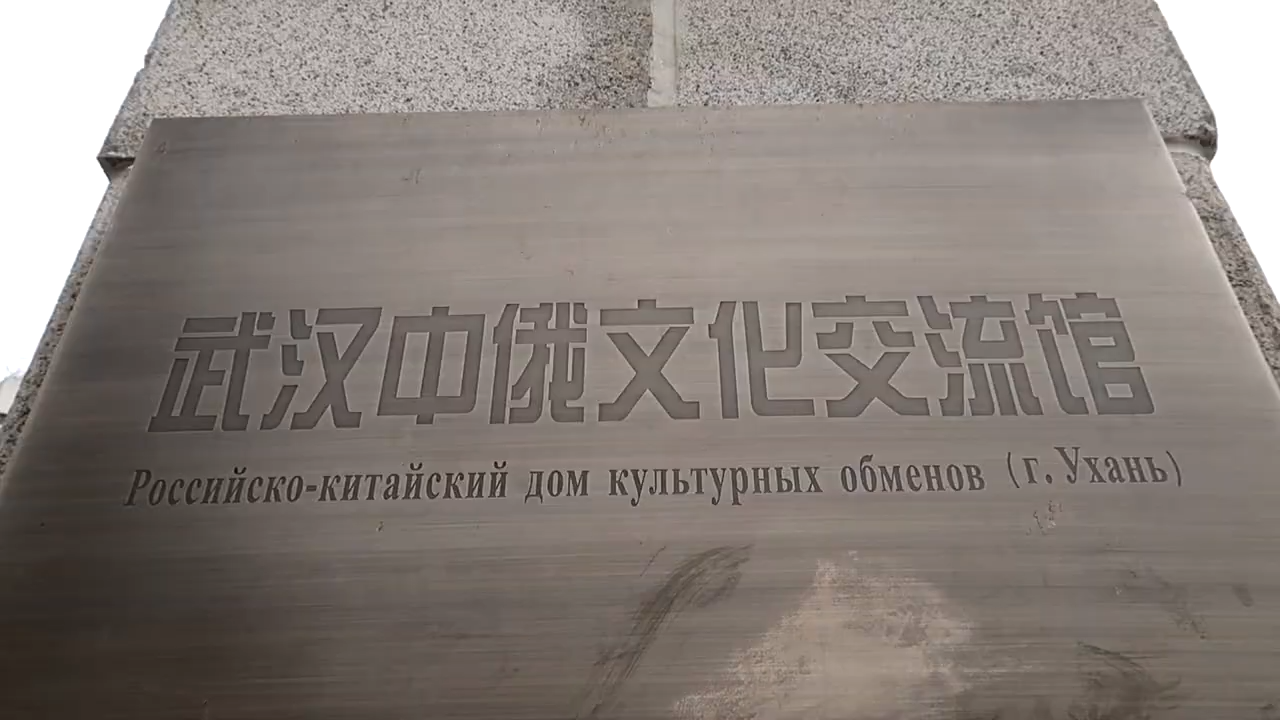 武汉中俄文化交流馆
Российско-китайский дом культурных обменов (г. Ухань)